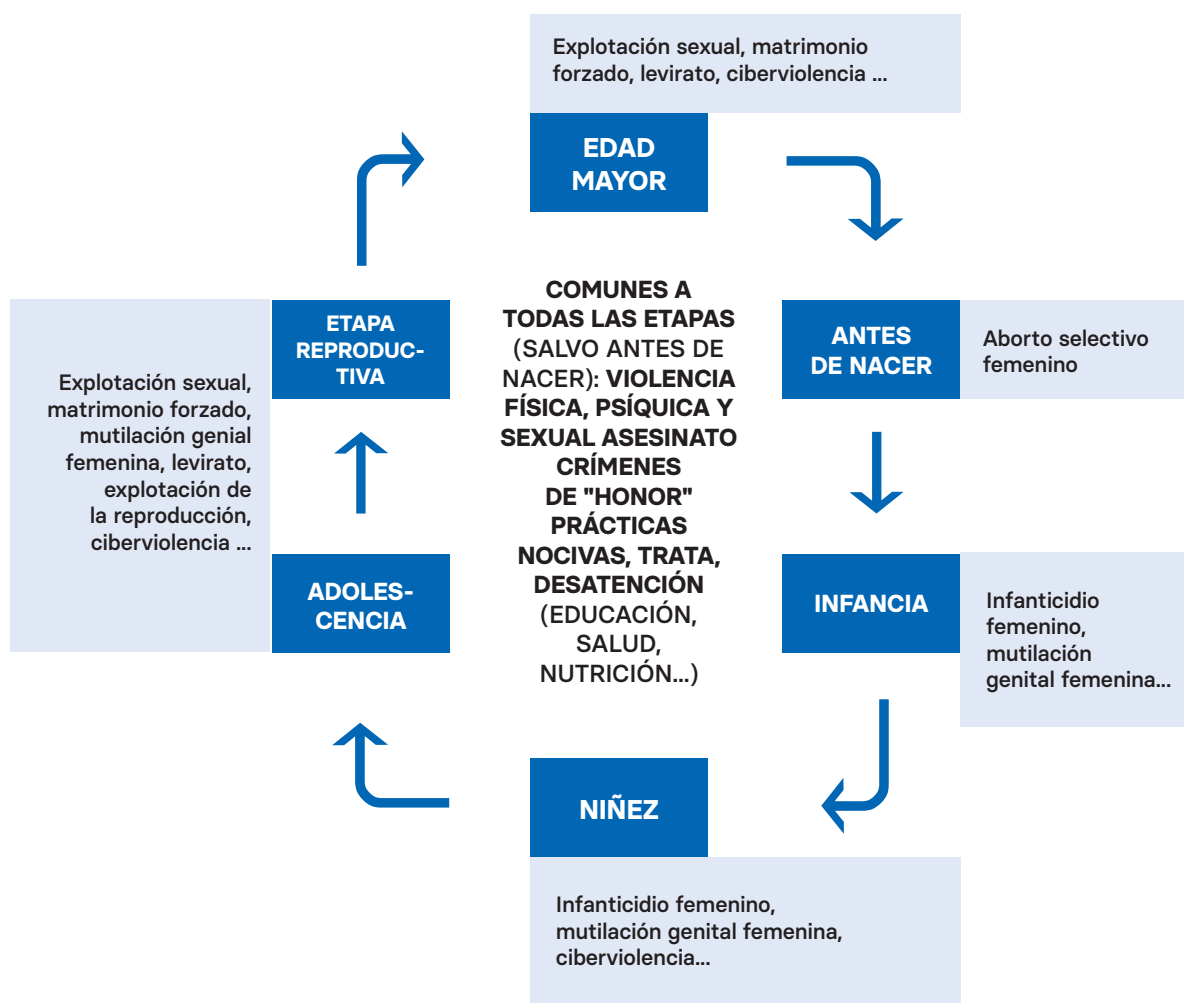 Explotación sexual, matrimonio
forzado, levirato, ciberviolencia ...
EDAD
MAYOR
ANTES
DE NACER
Aborto selectivo
femenino
INFANCIA
Infanticidio
femenino,
mutilación
genital femenina...
NIÑEZ
Infanticidio femenino,
mutilación genital femenina,
ciberviolencia...
ADOLES-
CENCIA
ETAPA
REPRODUC-
TIVA
Explotación sexual,
matrimonio forzado,
mutilación genial
femenina, levirato,
explotación de
la reproducción,
ciberviolencia ...
COMUNES A
TODAS LAS ETAPAS
(SALVO ANTES DE
NACER): VIOLENCIA
FÍSICA, PSÍQUICA Y
SEXUAL ASESINATO
CRÍMENES
DE "HONOR"
PRÁCTICAS
NOCIVAS, TRATA,
DESATENCIÓN
(EDUCACIÓN,
SALUD,
NUTRICIÓN...)